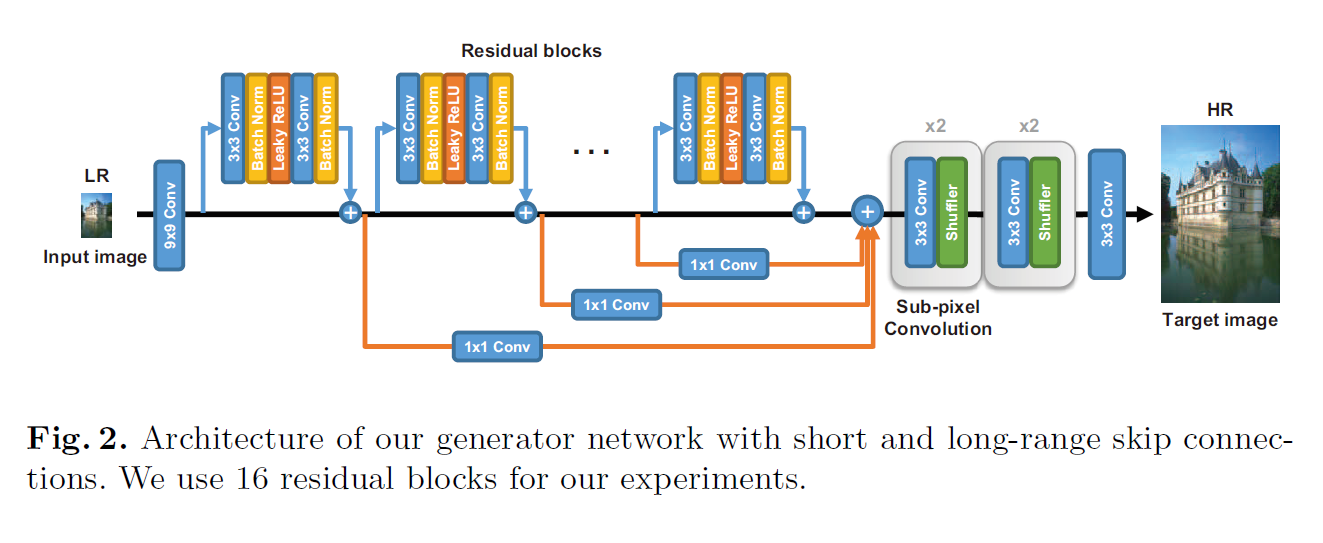 Residual blocks
3x3 Conv
Batch Norm
Leaky ReLU
3x3 Conv
Batch Norm
3x3 Conv
Batch Norm
Leaky ReLU
3x3 Conv
Batch Norm
. . .
3x3 Conv
Batch Norm
Leaky ReLU
3x3 Conv
Batch Norm
LR
Input image
9x9 Conv
+
+
+
+
1x1 Conv
1x1 Conv
1x1 Conv
x2
3x3 Conv
Shuffler
x2
3x3 Conv
Shuffler
Sub-pixel
Convolution
3x3 Conv
HR
Target image
Fig. 2. Architecture of our generator network with short and long-range skip connec-
tions. We use 16 residual blocks for our experiments.